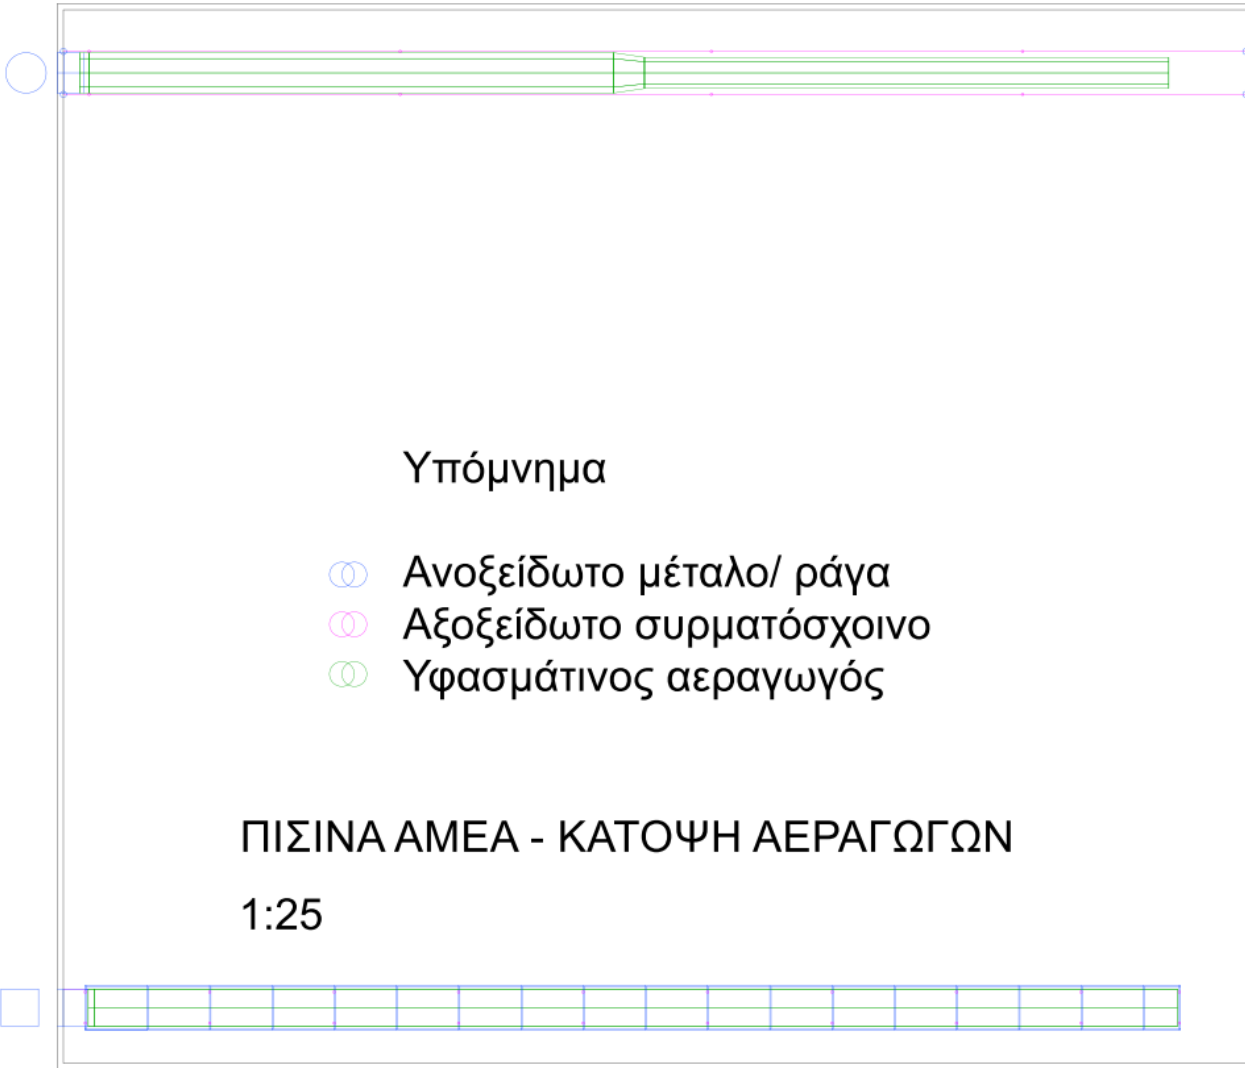 Υπόμνημα
Ανοξείδωτο μέταλο/ ράγα
Αξοξείδωτο συρματόσχοινο
Υφασμάτινος αεραγωγός
ΠΙΣΙΝΑ ΑΜΕΑ - ΚΑΤΟΨΗ ΑΕΡΑΓΩΓΩΝ
1:25